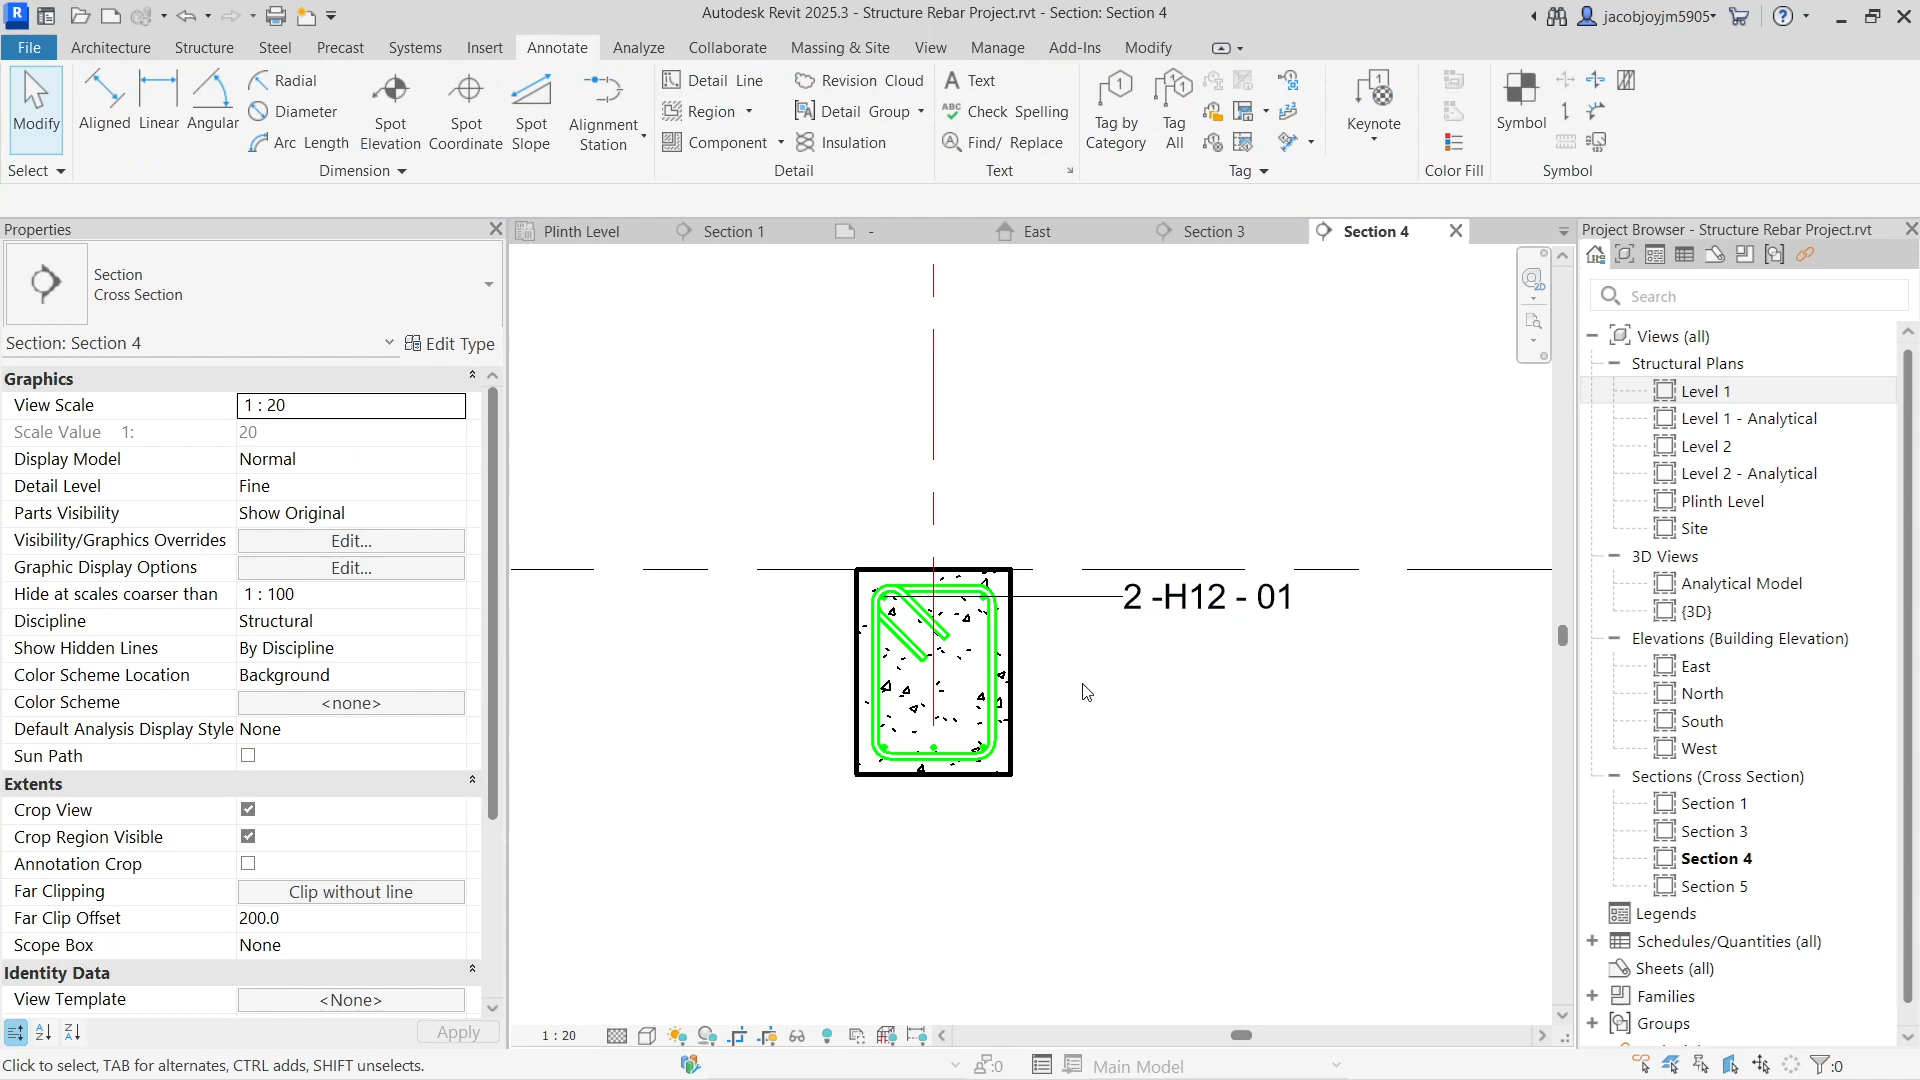 Autodesk Revit 2025.3 - Structure Rebar Project.rvt - Section: Section 4
jacobjoyjm5905
File
Architecture
Structure
Steel
Precast
Systems
Insert
Annotate
Analyze
Collaborate
Massing & Site
View
Manage
Add-Ins
Modify
Modify
Aligned
Linear
Angular
Radial
Diameter
Arc Length
Spot
Elevation
Spot
Coordinate
Spot
Slope
Alignment
Station
Detail Line
Region
Component
Revision Cloud
Detail Group
Insulation
Text
Check Spelling
Find/ Replace
Tag by
Category
Tag
All
Keynote
Symbol
Select
Dimension
Detail
Text
Tag
Color Fill
Symbol
Properties
Section
Cross Section
Section: Section 4
Edit Type
Graphics
View Scale 1 : 20
Scale Value 1: 20
Display Model Normal
Detail Level Fine
Parts Visibility Show Original
Visibility/Graphics Overrides Edit...
Graphic Display Options Edit...
Hide at scales coarser than 1 : 100
Discipline Structural
Show Hidden Lines By Discipline
Color Scheme Location Background
Color Scheme <none>
Default Analysis Display Style None
Sun Path
Extents
Crop View
Crop Region Visible
Annotation Crop
Far Clipping Clip without line
Far Clip Offset 200.0
Scope Box None
Identity Data
View Template <None>
Apply
Plinth Level
Section 1
-
East
Section 3
Section 4
2D
2 -H12 - 01
1 : 20
Project Browser - Structure Rebar Project.rvt
Search
Views (all)
Structural Plans
Level 1
Level 1 - Analytical
Level 2
Level 2 - Analytical
Plinth Level
Site
3D Views
Analytical Model
{3D}
Elevations (Building Elevation)
East
North
South
West
Sections (Cross Section)
Section 1
Section 3
Section 4
Section 5
Legends
Schedules/Quantities (all)
Sheets (all)
Families
Groups
Click to select, TAB for alternates, CTRL adds, SHIFT unselects.
:0
Main Model
:0